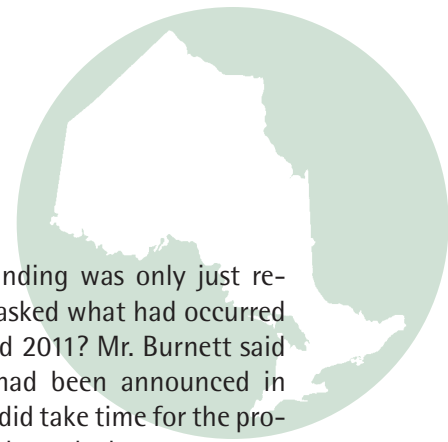 nding was only just re-
asked what had occurred
d 2011? Mr. Burnett said
had been announced in
did take time for the pro-